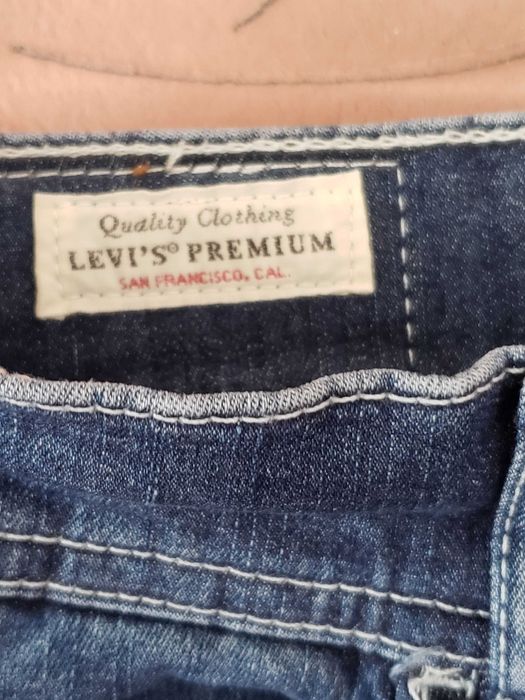 Quality Clothing
LEVI'S® PREMIUM
SAN FRANCISCO, CAL.